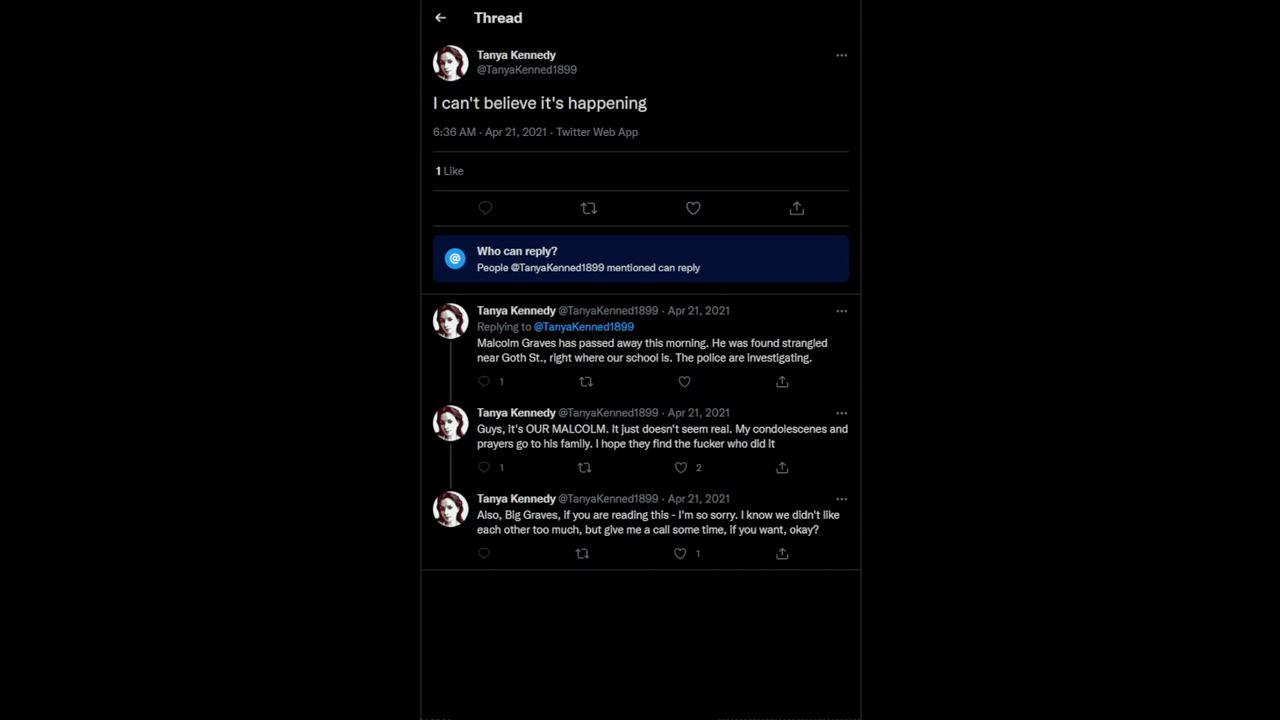 Thread
Tanya Kennedy
@TanyaKenned1899
I can't believe it's happening
6:36 AM · Apr 21, 2021 · Twitter Web App
1 Like
@
Who can reply?
People @TanyaKenned1899 mentioned can reply
Tanya Kennedy @TanyaKenned1899 · Apr 21, 2021
Replying to @TanyaKenned1899
Malcolm Graves has passed away this morning. He was found strangled
near Goth St., right where our school is. The police are investigating.
1
Tanya Kennedy @TanyaKenned1899 · Apr 21, 2021
Guys, it's OUR MALCOLM. It just doesn't seem real. My condolescenes and
prayers go to his family. I hope they find the fucker who did it
1 2
Tanya Kennedy @TanyaKenned1899 · Apr 21, 2021
Also, Big Graves, if you are reading this - I'm so sorry. I know we didn't like
each other too much, but give me a call some time, if you want, okay?
1